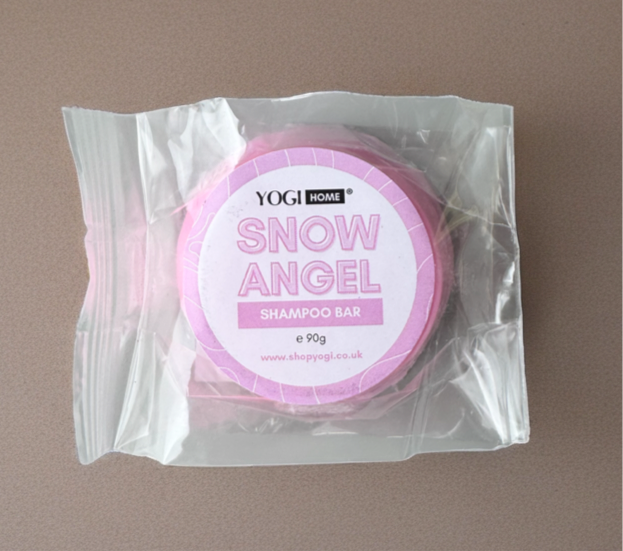 YOGI HOME®
SNOW
ANGEL
SHAMPOO BAR
e 90g
www.shopyogi.co.uk